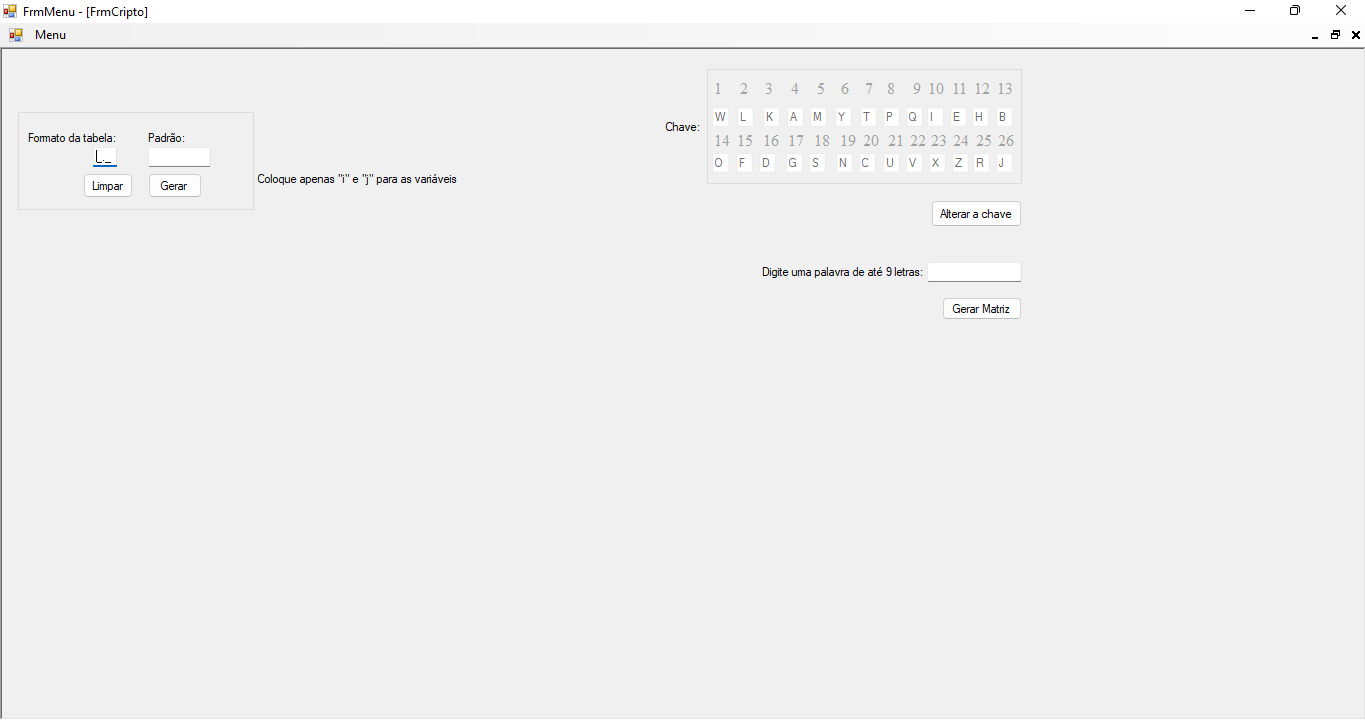 FrmMenu - [FrmCripto]
Menu
Formato da tabela: Padrão:
_._
Limpar Gerar
Coloque apenas "i" e "j" para as variáveis
Chave:
1 2 3 4 5 6 7 8 9 10 11 12 13
W L K A M Y T P Q I E H B
14 15 16 17 18 19 20 21 22 23 24 25 26
O F D G S N C U V X Z R J
Alterar a chave
Digite uma palavra de até 9 letras:
Gerar Matriz